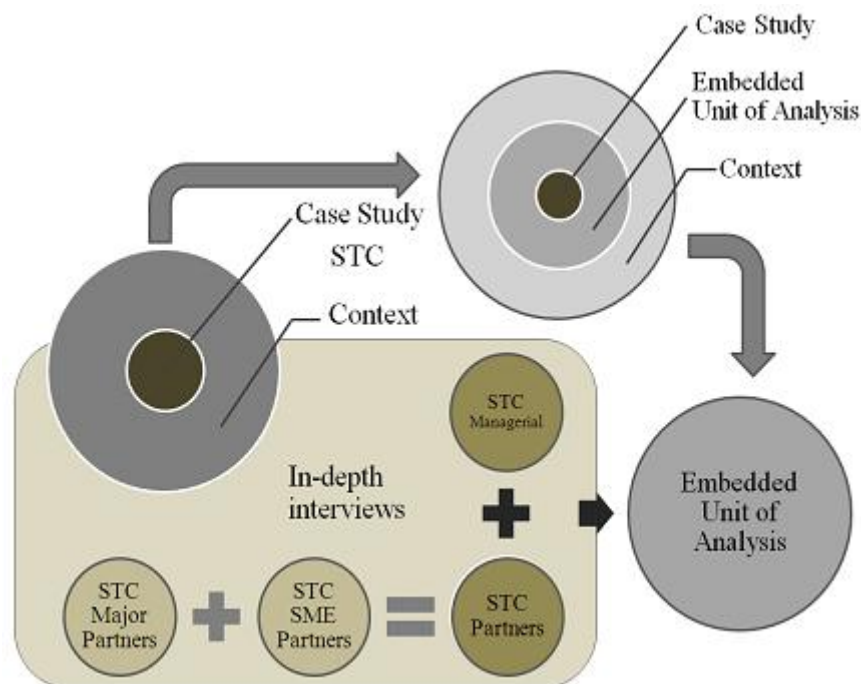 Case Study
Embedded
Unit of Analysis
Context
Case Study
STC
Context
STC
Managerial
In-depth
interviews
Embedded
Unit of
Analysis
STC
Major
Partners
STC
SME
Partners
STC
Partners